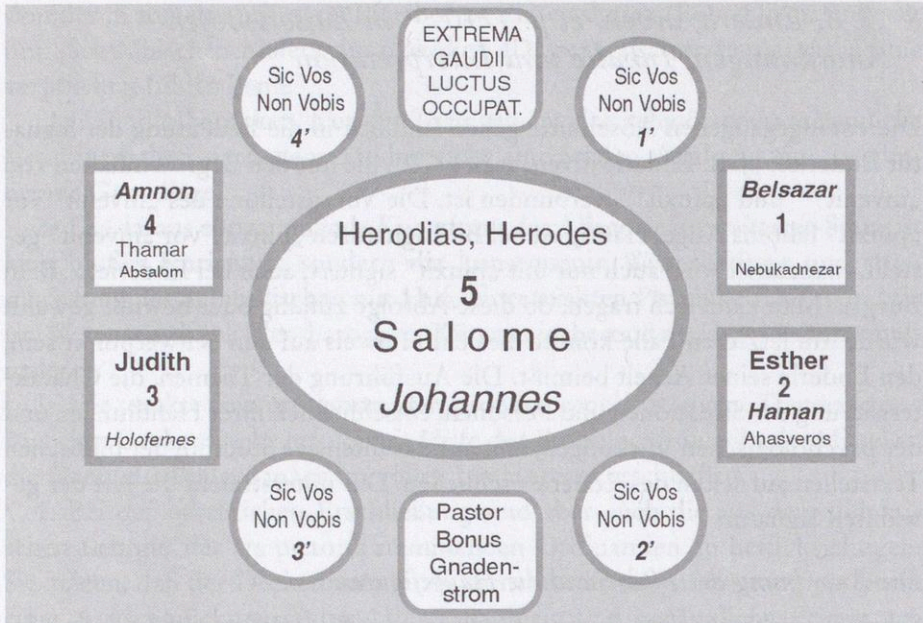 EXTREMA
GAUDII
LUCTUS
OCCUPAT.
Sic Vos
Non Vobis
4’
Sic Vos
Non Vobis
1’
Amnon
4
Thamar
Absalom
Belsazar
1
Nebukadnezar
Herodias, Herodes
5
Salome
Johannes
Judith
3
Holofernes
Esther
2
Haman
Ahasveros
Sic Vos
Non Vobis
3’
Pastor
Bonus
Gnaden-
strom
Sic Vos
Non Vobis
2’